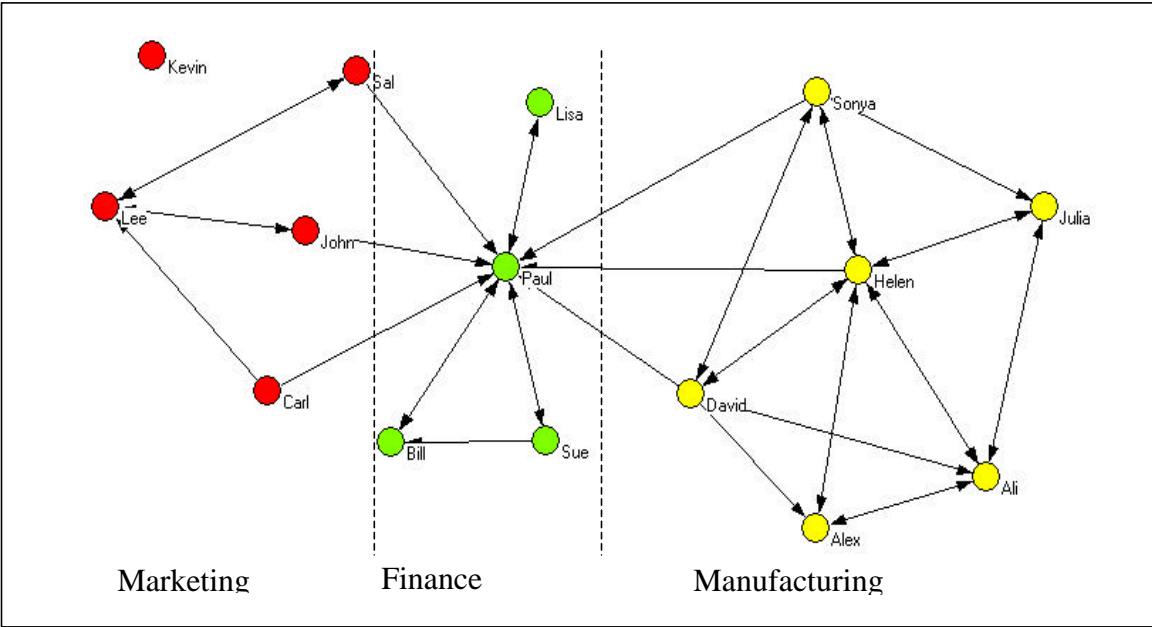 Kevin
Sal
Lisa
Sonya
Lee
John
Paul
Julia
Helen
Carl
David
Bill
Sue
Ali
Alex
Marketing
Finance
Manufacturing